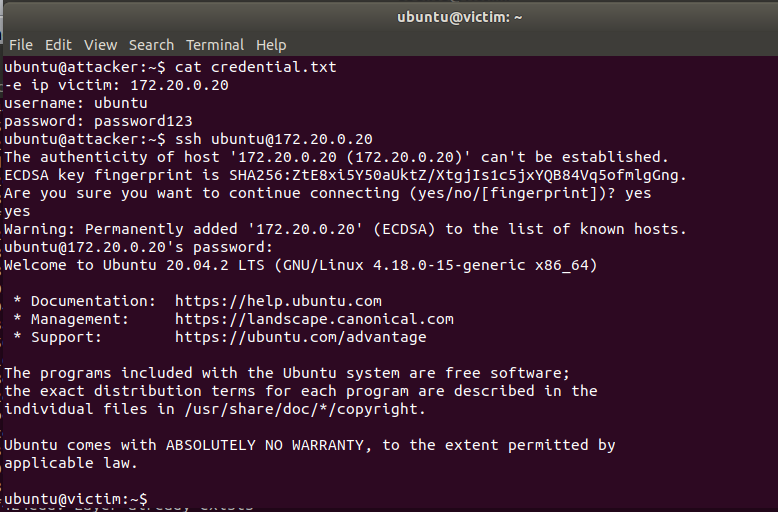 ubuntu@victim: ~
File Edit View Search Terminal Help
ubuntu@attacker:~$ cat credential.txt
-e ip victim: 172.20.0.20
username: ubuntu
password: password123
ubuntu@attacker:~$ ssh ubuntu@172.20.0.20
The authenticity of host '172.20.0.20 (172.20.0.20)' can't be established.
ECDSA key fingerprint is SHA256:ZtE8xi5Y50aUktZ/XtgjIs1c5jxYQB84Vq5ofmlgGng.
Are you sure you want to continue connecting (yes/no/[fingerprint])? yes
yes
Warning: Permanently added '172.20.0.20' (ECDSA) to the list of known hosts.
ubuntu@172.20.0.20's password:
Welcome to Ubuntu 20.04.2 LTS (GNU/Linux 4.18.0-15-generic x86_64)
* Documentation:  https://help.ubuntu.com
* Management:     https://landscape.canonical.com
* Support:        https://ubuntu.com/advantage
The programs included with the Ubuntu system are free software;
the exact distribution terms for each program are described in the
individual files in /usr/share/doc/*/copyright.
Ubuntu comes with ABSOLUTELY NO WARRANTY, to the extent permitted by
applicable law.
ubuntu@victim:~$